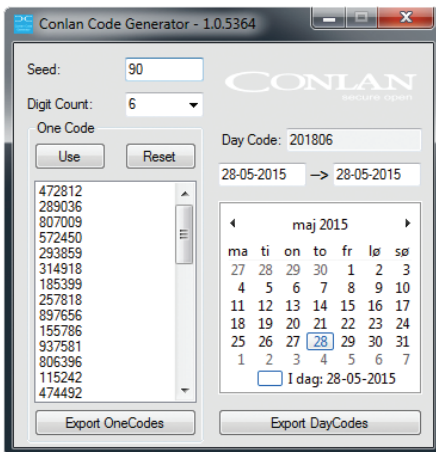 Conlan Code Generator - 1.0.5364
Seed: 90
Digit Count: 6
One Code
Use Reset
472812
289036
807009
572450
293859
314918
185399
257818
897656
155786
937581
806396
115242
474492
Export OneCodes
CONLAN
secure open
Day Code: 201806
28-05-2015 --> 28-05-2015
maj 2015
ma ti on to fr lø sø
27 28 29 30 1 2 3
4 5 6 7 8 9 10
11 12 13 14 15 16 17
18 19 20 21 22 23 24
25 26 27 28 29 30 31
1 2 3 4 5 6 7
I dag: 28-05-2015
Export DayCodes